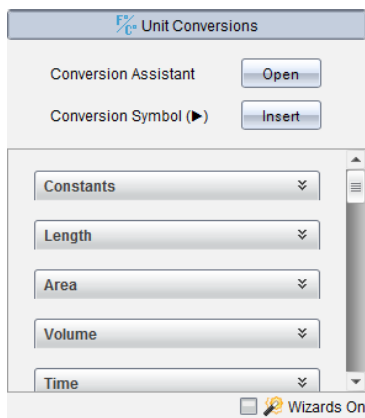 F° C° Unit Conversions
Conversion Assistant Open
Conversion Symbol (▶) Insert
Constants
Length
Area
Volume
Time
Wizards On